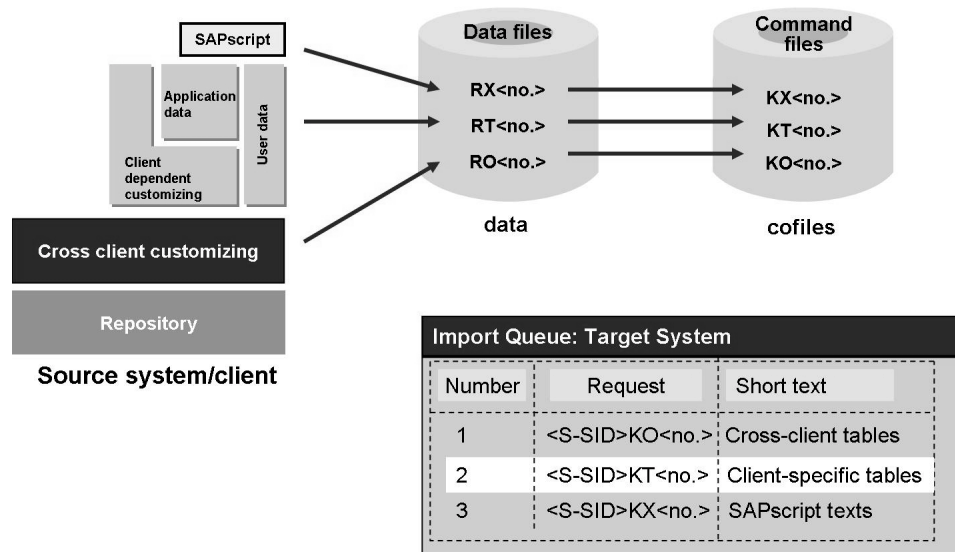 SAPscript
Application
data
User data
Client
dependent
customizing
Cross client customizing
Repository
Source system/client
Data files
RX<no.>
RT<no.>
RO<no.>
data
Command
files
KX<no.>
KT<no.>
KO<no.>
cofiles
Import Queue: Target System
Number Request Short text
1 <S-SID>KO<no.> Cross-client tables
2 <S-SID>KT<no.> Client-specific tables
3 <S-SID>KX<no.> SAPscript texts